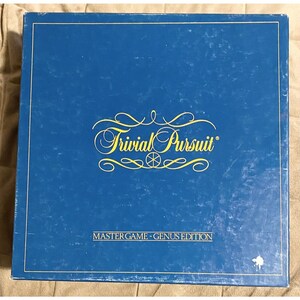 Trivial Pursuit®
MASTER GAME - GENUS EDITION